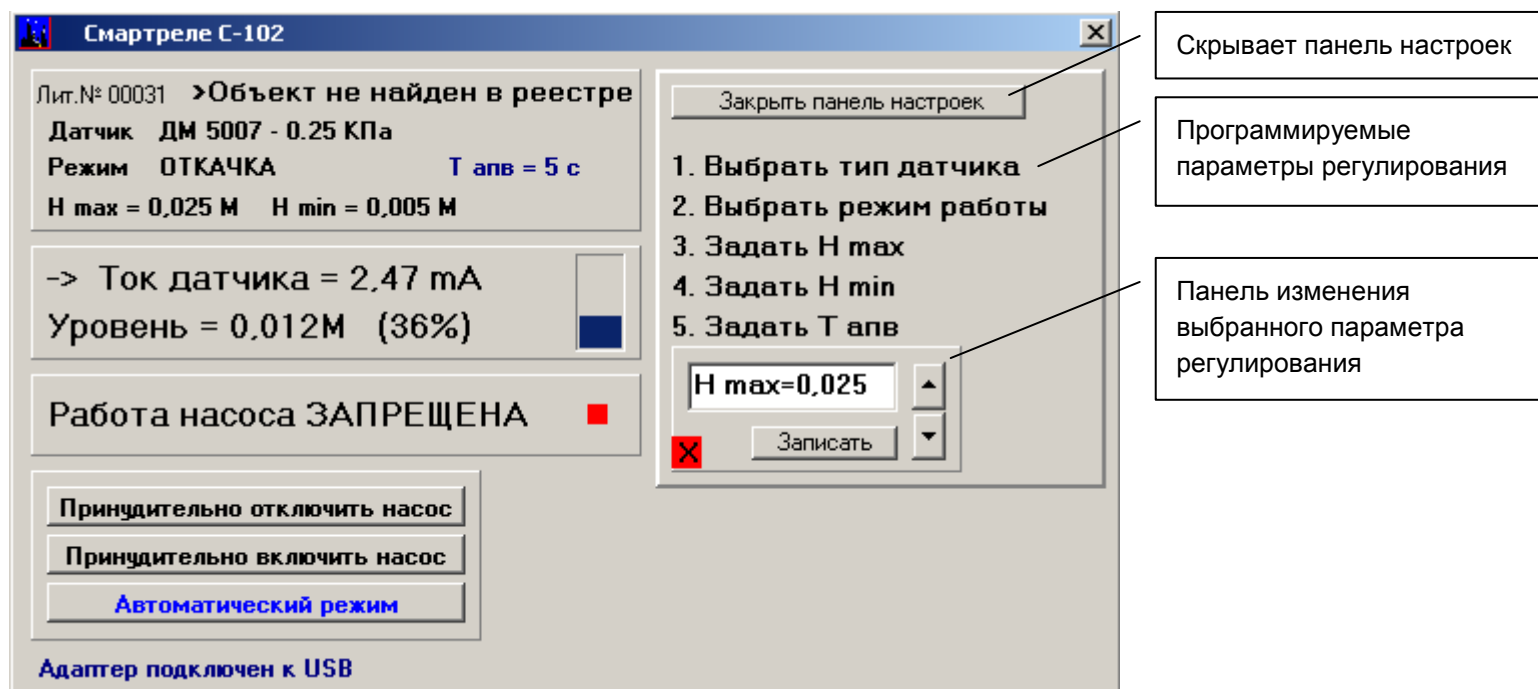 Смартреле С-102
Лит.№ 00031 >Объект не найден в реестре
Датчик ДМ 5007 - 0.25 КПа
Режим ОТКАЧКА Т апв = 5 с
H max = 0,025 М H min = 0,005 М
-> Ток датчика = 2,47 mA
Уровень = 0,012М (36%)
Работа насоса ЗАПРЕЩЕНА
Принудительно отключить насос
Принудительно включить насос
Автоматический режим
Адаптер подключен к USB
Закрыть панель настроек
1. Выбрать тип датчика
2. Выбрать режим работы
3. Задать H max
4. Задать H min
5. Задать Т апв
H max=0,025
X
Записать
Скрывает панель настроек
Программируемые
параметры регулирования
Панель изменения
выбранного параметра
регулирования